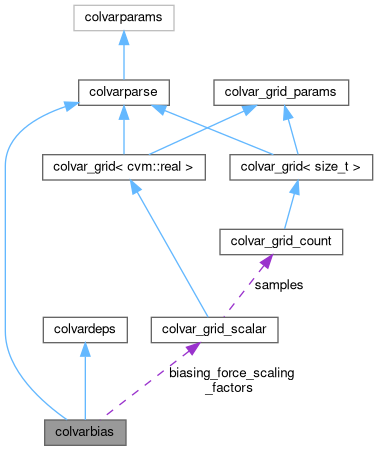 colvarparams
colvarparse
colvar_grid_params
colvar_grid< cvm::real >
colvar_grid< size_t >
colvar_grid_count
samples
colvardeps
colvar_grid_scalar
biasing_force_scaling
_factors
colvarbias